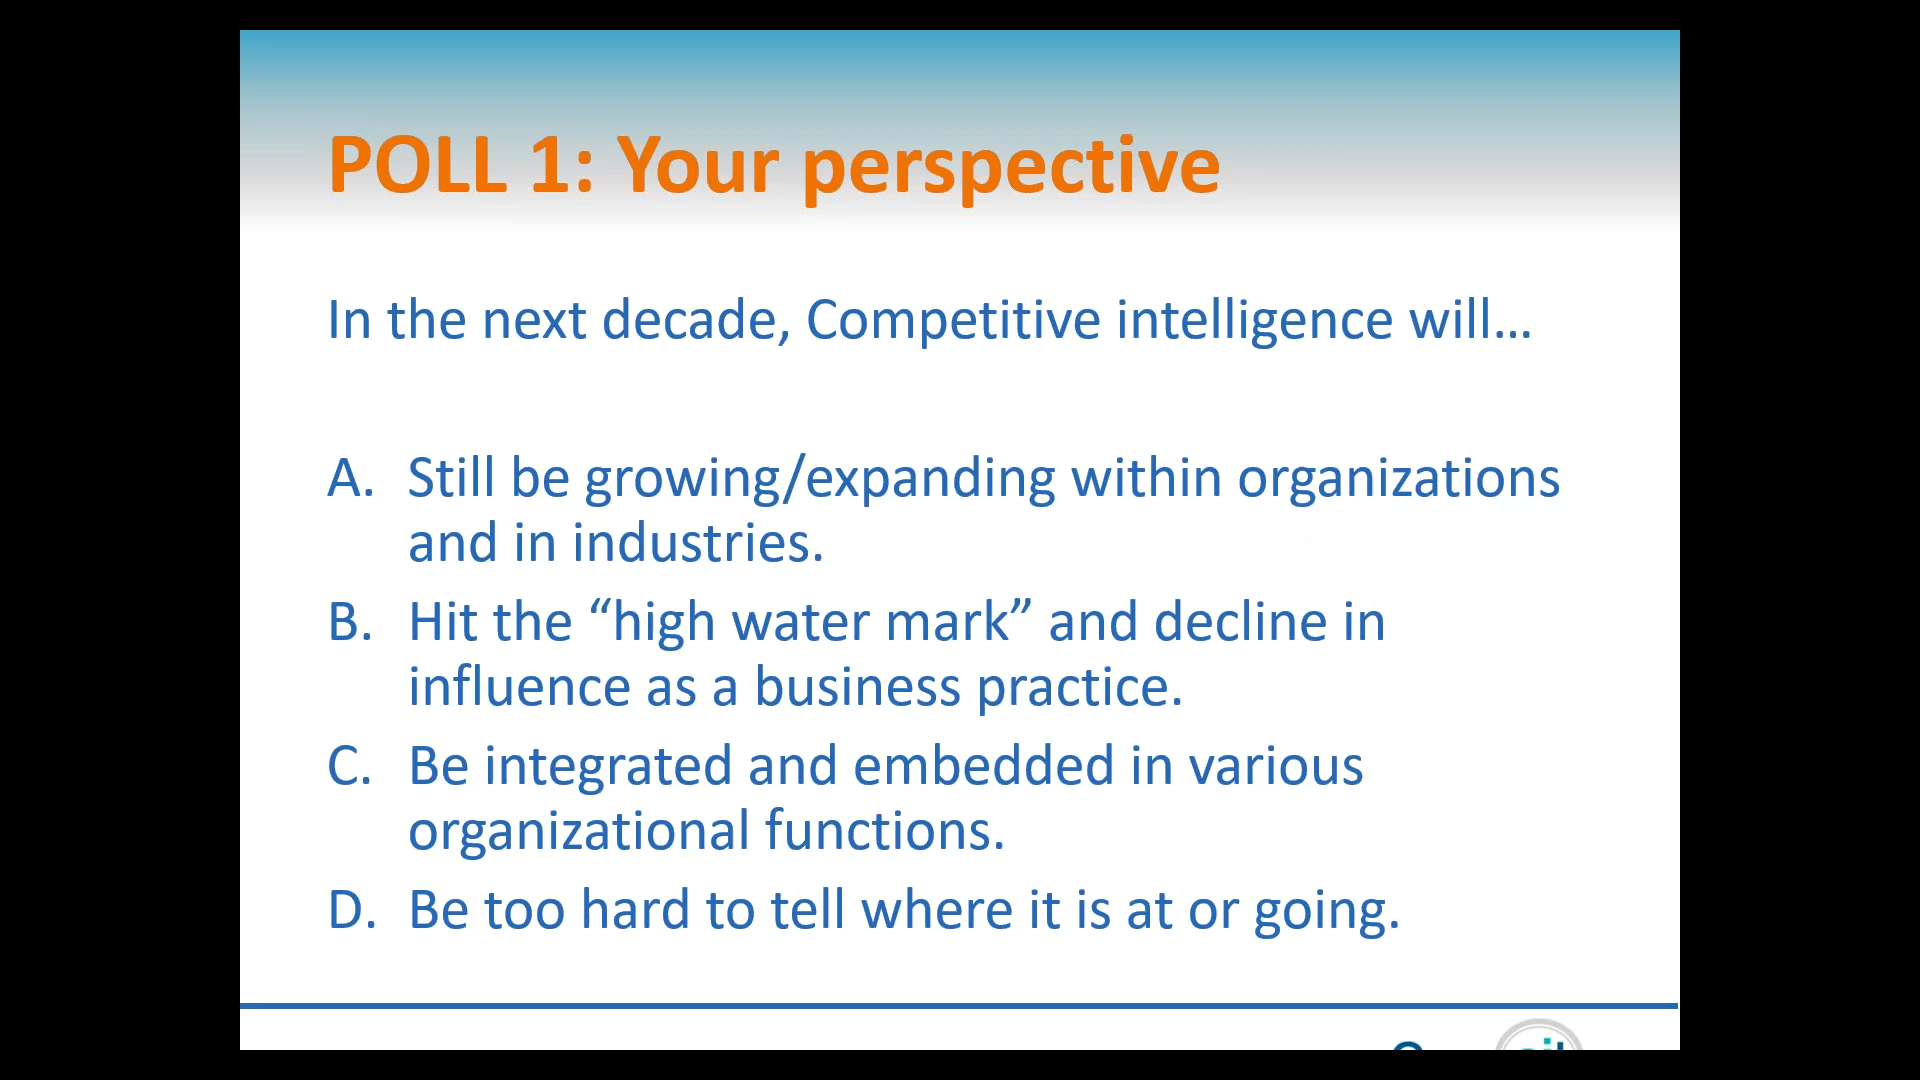 POLL 1: Your perspective
In the next decade, Competitive intelligence will…
A. Still be growing/expanding within organizations
and in industries.
B. Hit the “high water mark” and decline in
influence as a business practice.
C. Be integrated and embedded in various
organizational functions.
D. Be too hard to tell where it is at or going.